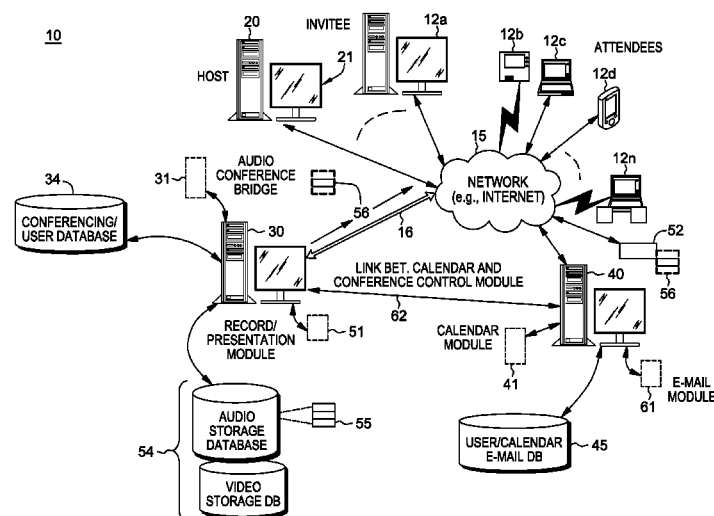 10
20
INVITEE
12a
12b
12c
ATTENDEES
12d
HOST
21
15
NETWORK
(e.g., INTERNET)
12n
34
31
AUDIO
CONFERENCE
BRIDGE
56
16
CONFERENCING/
USER DATABASE
30
52
56
40
LINK BET. CALENDAR AND
CONFERENCE CONTROL MODULE
62
RECORD/
PRESENTATION
MODULE
51
CALENDAR
MODULE
41
E-MAIL
MODULE
61
54
AUDIO
STORAGE
DATABASE
55
USER/CALENDAR
E-MAIL DB
45
VIDEO
STORAGE DB